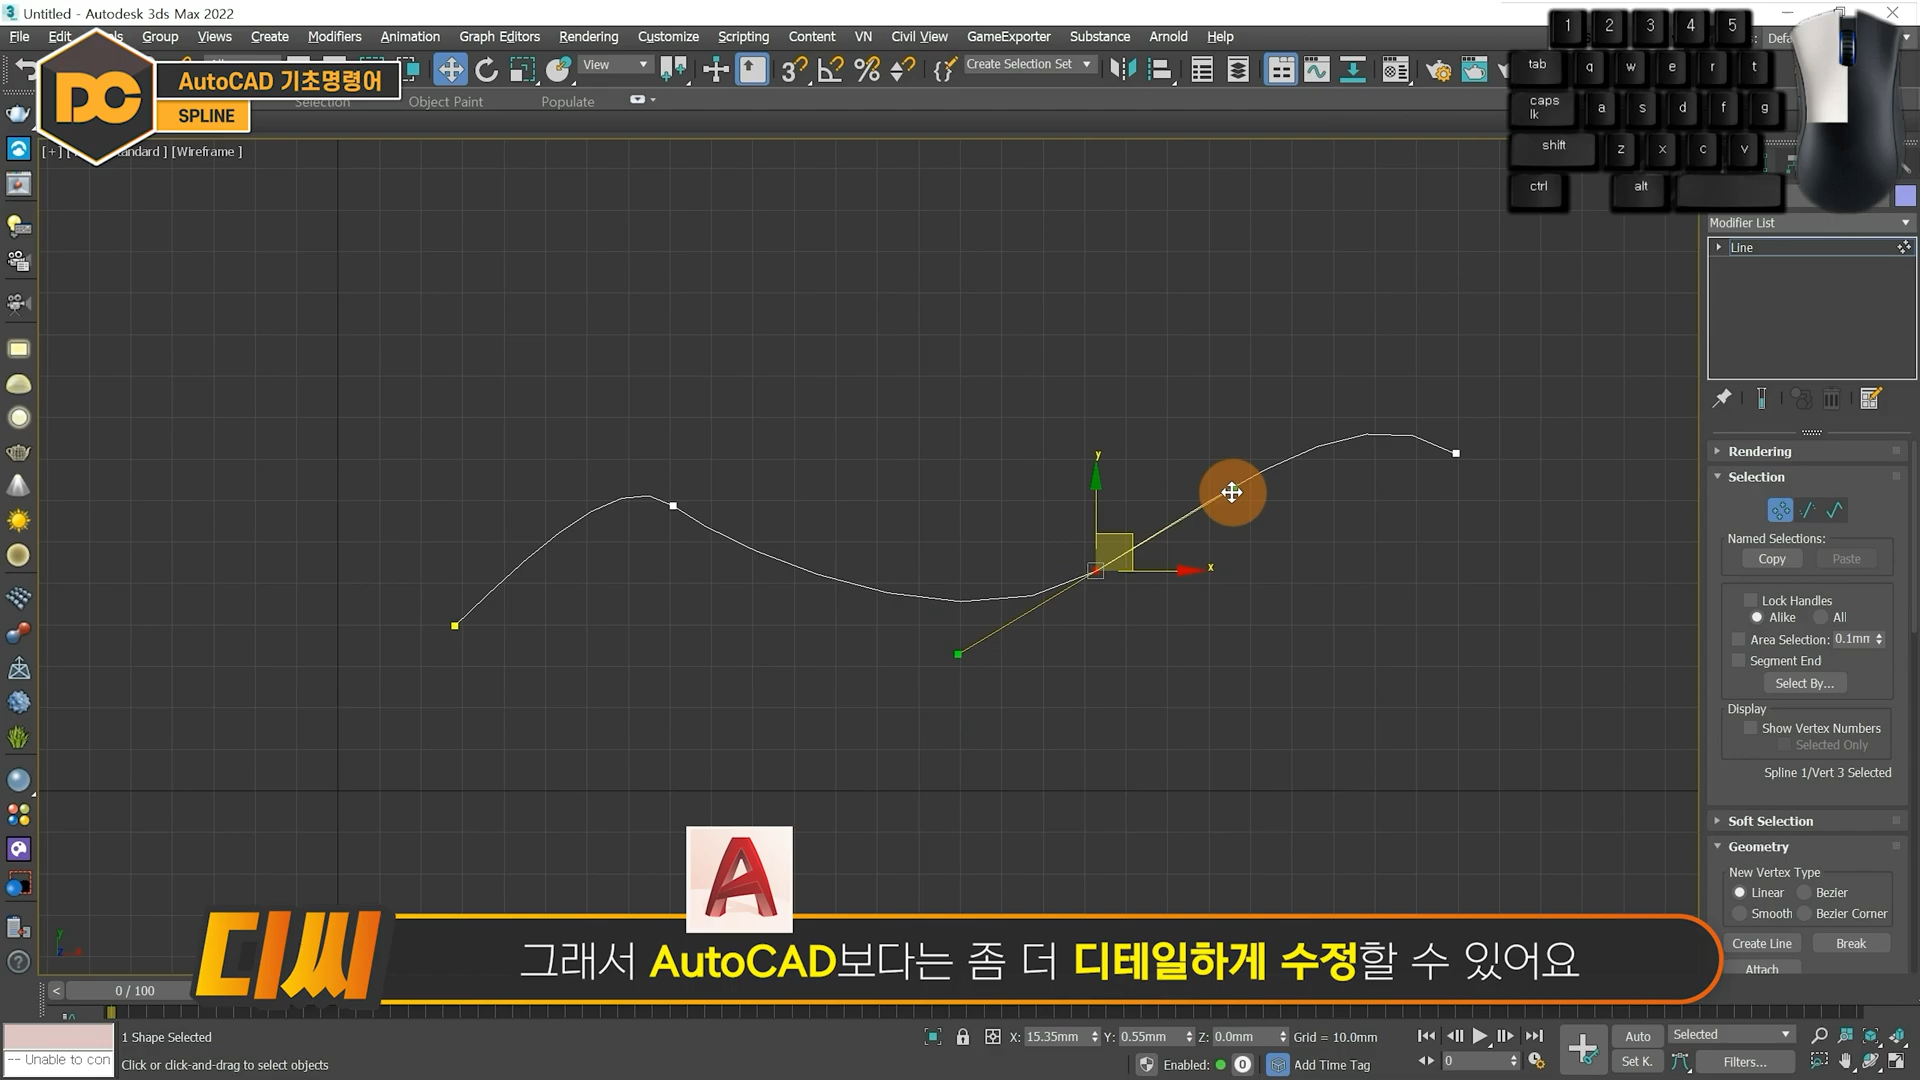 Untitled - Autodesk 3ds Max 2022
File Edit Group Views Create Modifiers Animation Graph Editors Rendering Customize Scripting Content VN Civil View GameExporter Substance Arnold Help
View
Create Selection Set
DC
AutoCAD 기초명령어
SPLINE
Selection Object Paint Populate
[+] [Wireframe ]
1 2 3 4 5
tab q w e r t
caps lk a s d f g
shift z x c v
ctrl alt
Modifier List
Line
y
x
Rendering
Selection
Named Selections:
Copy Paste
Lock Handles
Alike All
Area Selection: 0.1mm
Segment End
Select By...
Display
Show Vertex Numbers
Selected Only
Spline 1/Vert 3 Selected
Soft Selection
Geometry
New Vertex Type
Linear Bezier
Smooth Bezier Corner
Create Line Break
Attach
디씨
그래서 AutoCAD보다는 좀 더 디테일하게 수정할 수 있어요
0 / 100
1 Shape Selected
X: 15.35mm Y: 0.55mm Z: 0.0mm Grid = 10.0mm
Auto Selected
-- Unable to con
Click or click-and-drag to select objects
Enabled: 0 Add Time Tag
0
Set K. Filters...